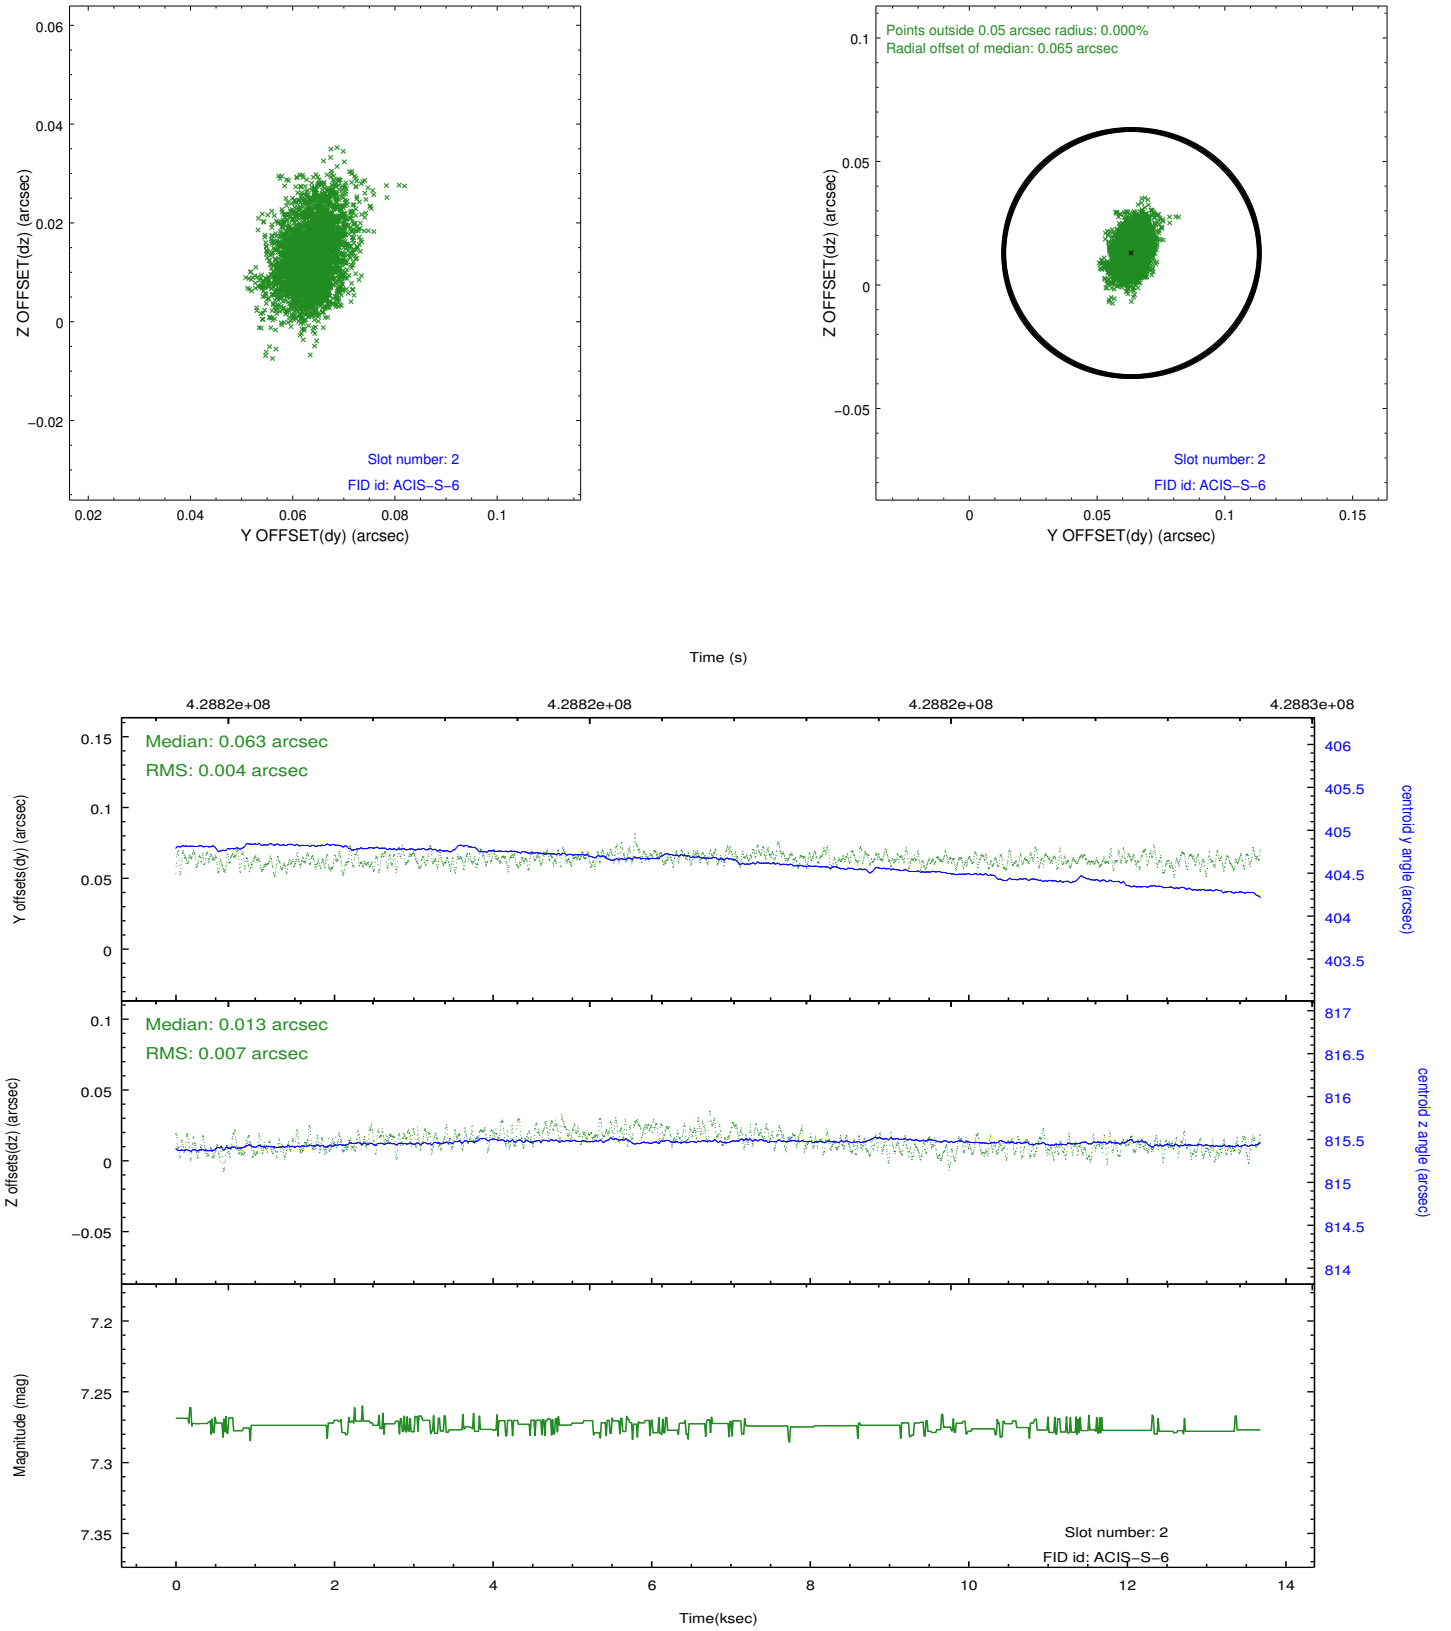 0.06
0.04
0.02
0
−0.02
Z OFFSET(dz) (arcsec)
Slot number: 2
FID id: ACIS−S−6
0.02 0.04 0.06 0.08 0.1
Y OFFSET(dy) (arcsec)
Points outside 0.05 arcsec radius: 0.000%
Radial offset of median: 0.065 arcsec
0.1
0.05
0
−0.05
Z OFFSET(dz) (arcsec)
Slot number: 2
FID id: ACIS−S−6
0 0.05 0.1 0.15
Y OFFSET(dy) (arcsec)
Time (s)
4.2882e+08 4.2882e+08 4.2882e+08 4.2883e+08
Median: 0.063 arcsec
RMS: 0.004 arcsec
0.15
0.1
0.05
0
Y offsets(dy) (arcsec)
406
405.5
405
404.5
404
403.5
centroid y angle (arcsec)
Median: 0.013 arcsec
RMS: 0.007 arcsec
0.1
0.05
0
−0.05
Z offsets(dz) (arcsec)
817
816.5
816
815.5
815
814.5
814
centroid z angle (arcsec)
7.2
7.25
7.3
7.35
Magnitude (mag)
Slot number: 2
FID id: ACIS−S−6
0 2 4 6 8 10 12 14
Time(ksec)